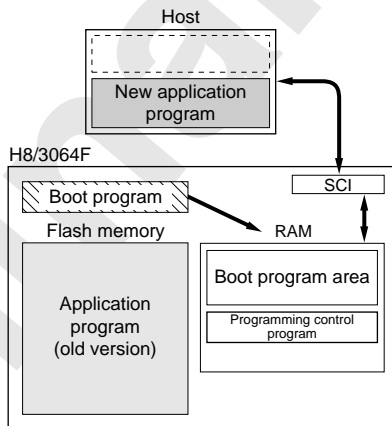 Host
New application
program
H8/3064F
SCI
Boot program
Flash memory
RAM
Application
program
(old version)
Boot program area
Programming control
program